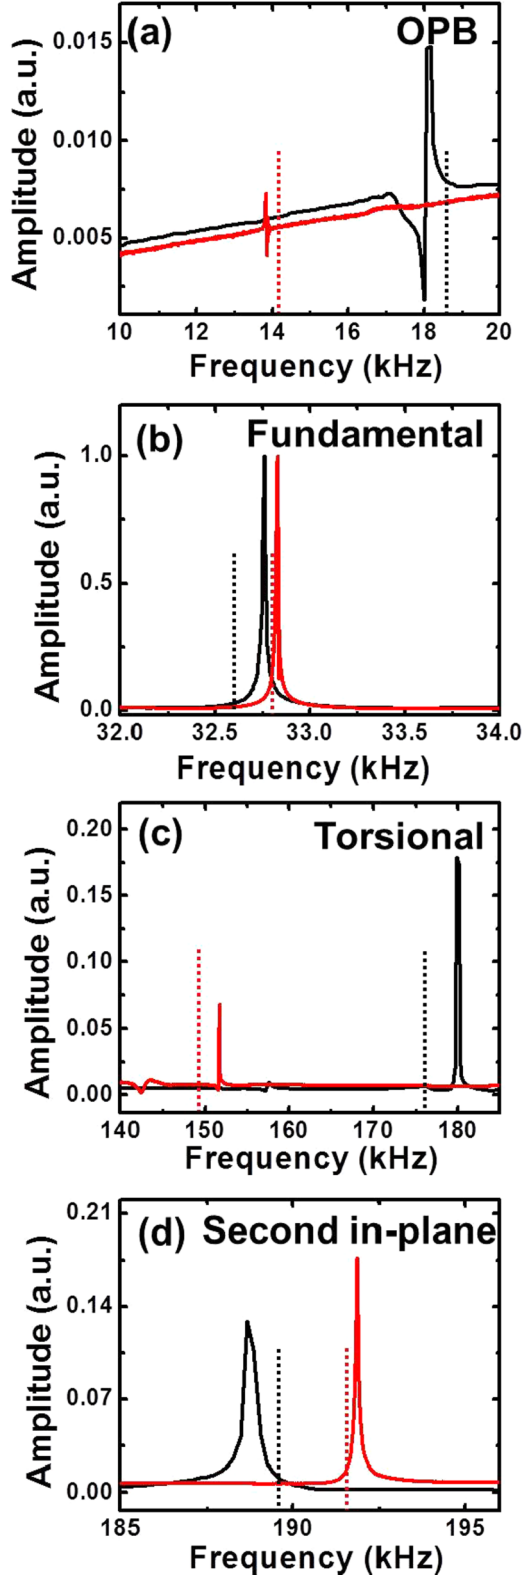 (a) OPB
Amplitude (a.u.)
0.015
0.010
0.005
10 12 14 16 18 20
Frequency (kHz)
(b) Fundamental
Amplitude (a.u.)
1.0
0.5
0.0
32.0 32.5 33.0 33.5 34.0
Frequency (kHz)
(c) Torsional
Amplitude (a.u.)
0.20
0.15
0.10
0.05
0.00
140 150 160 170 180
Frequency (kHz)
(d) Second in-plane
Amplitude (a.u.)
0.21
0.14
0.07
0.00
185 190 195
Frequency (kHz)